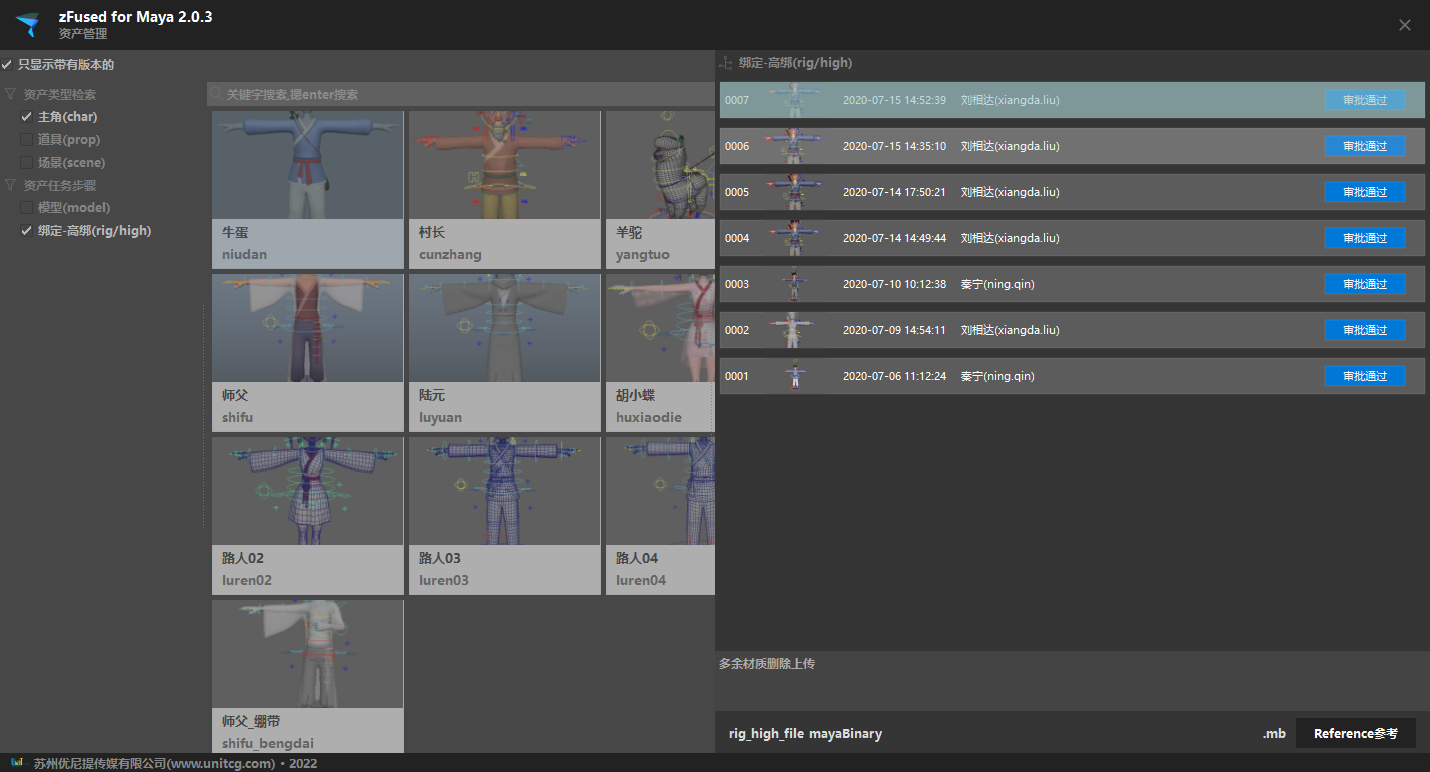 zFused for Maya 2.0.3
资产管理
只显示带有版本的
资产类型检索
主角(char)
道具(prop)
场景(scene)
资产任务步骤
模型(model)
绑定-高绑(rig/high)
关键字搜索,摁enter搜索
牛蛋
niudan
村长
cunzhang
羊驼
yangtuo
师父
shifu
陆元
luyuan
胡小蝶
huxiaodie
路人02
luren02
路人03
luren03
路人04
luren04
师父_绷带
shifu_bengdai
绑定-高绑(rig/high)
0007 2020-07-15 14:52:39 刘相达(xiangda.liu) 审批通过
0006 2020-07-15 14:35:10 刘相达(xiangda.liu) 审批通过
0005 2020-07-14 17:50:21 刘相达(xiangda.liu) 审批通过
0004 2020-07-14 14:49:44 刘相达(xiangda.liu) 审批通过
0003 2020-07-10 10:12:38 秦宁(ning.qin) 审批通过
0002 2020-07-09 14:54:11 刘相达(xiangda.liu) 审批通过
0001 2020-07-06 11:12:24 秦宁(ning.qin) 审批通过
多余材质删除上传
rig_high_file mayaBinary .mb Reference参考
苏州优尼提传媒有限公司(www.unitcg.com) • 2022